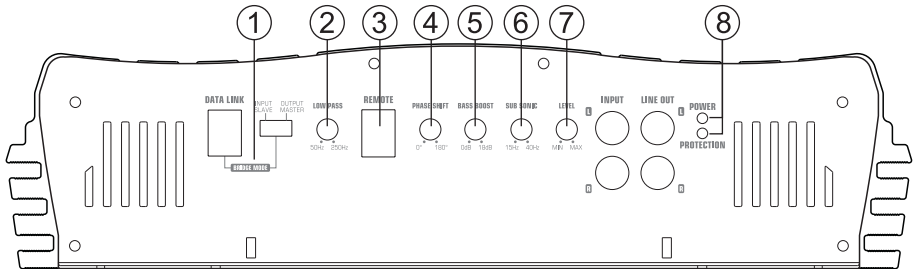 1 2 3 4 5 6 7 8
DATA LINK
INPUT SLAVE
OUTPUT MASTER
BRIDGE MODE
LOW PASS
50Hz 250Hz
REMOTE
PHASE SHIFT
0° 180°
BASS BOOST
0dB 18dB
SUB SONIC
15Hz 40Hz
LEVEL
MIN MAX
INPUT
LINE OUT
L L
R R
POWER
PROTECTION